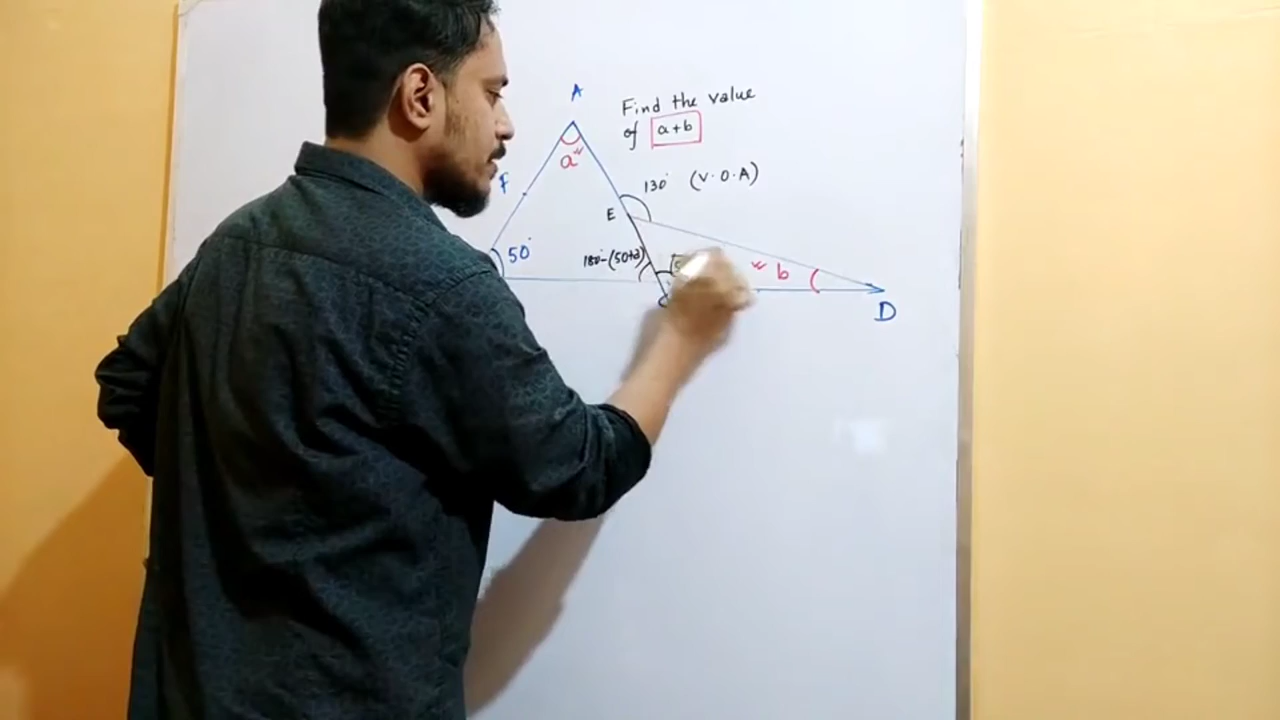 A
Find the value
of a+b
a
F
130° (V.O.A)
E
50°
180-(50+a)
b
D